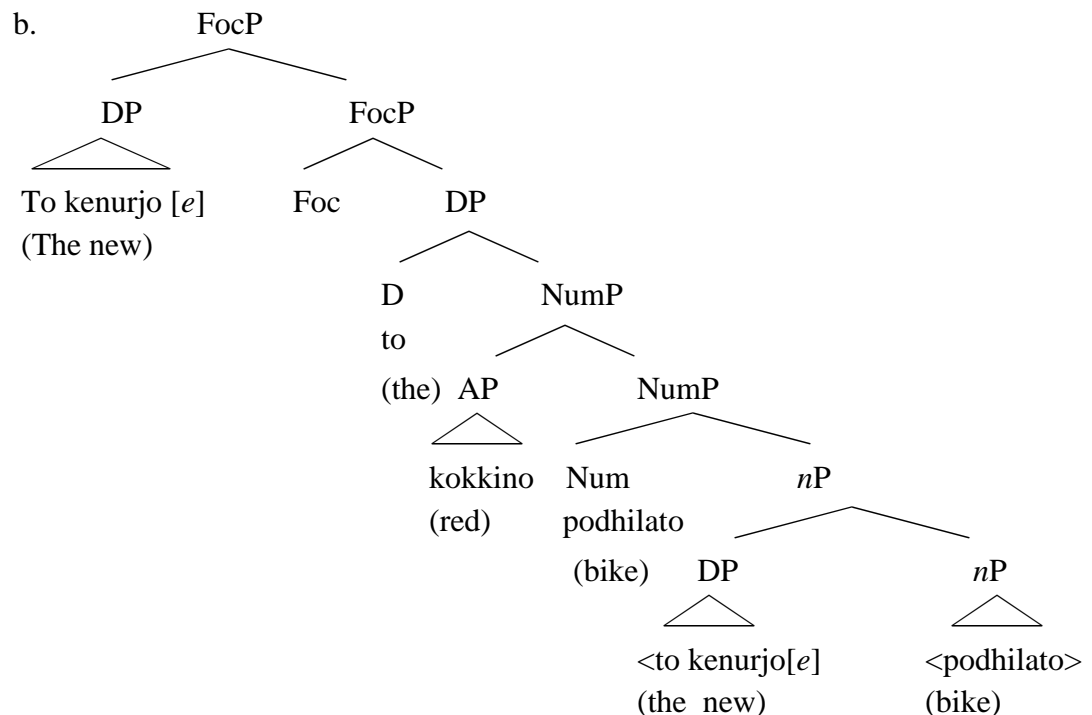 b. FocP
DP FocP
To kenurjo [e] Foc DP
(The new)
D NumP
to
(the) AP NumP
kokkino Num nP
(red) podhilato
(bike) DP nP
<to kenurjo[e] <podhilato>
(the new) (bike)